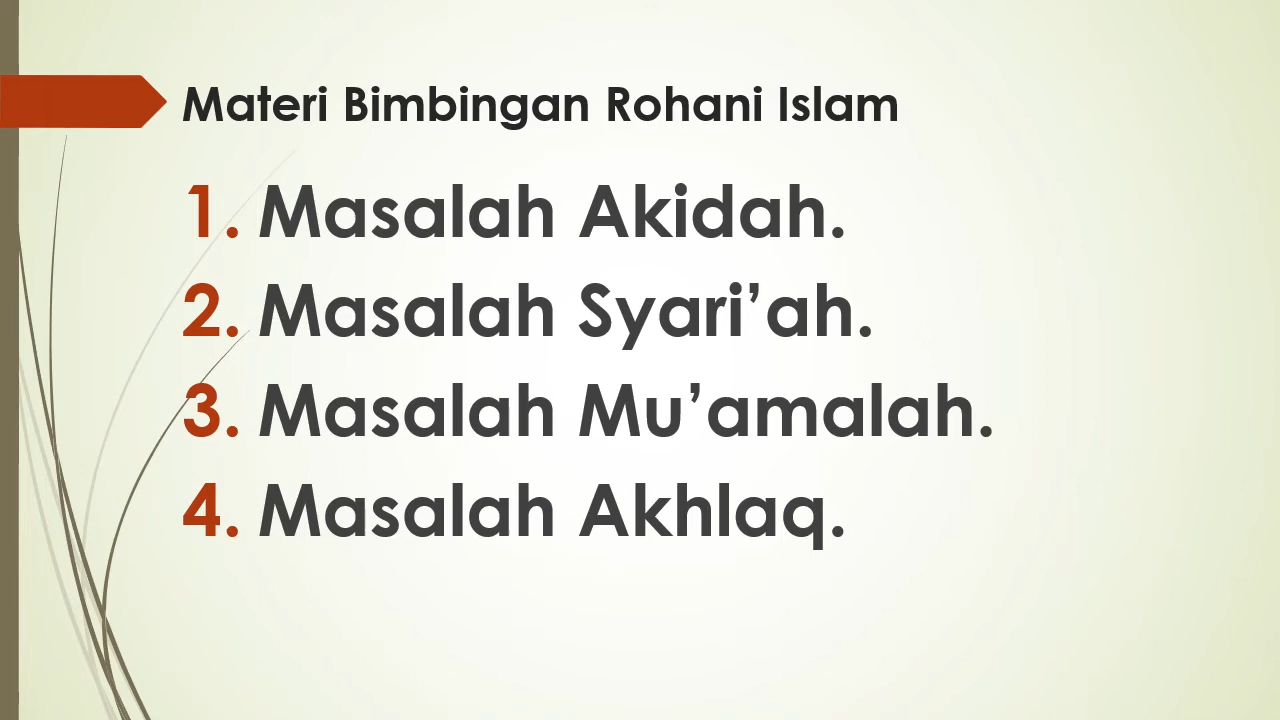 Materi Bimbingan Rohani Islam
1. Masalah Akidah.
2. Masalah Syari’ah.
3. Masalah Mu’amalah.
4. Masalah Akhlaq.